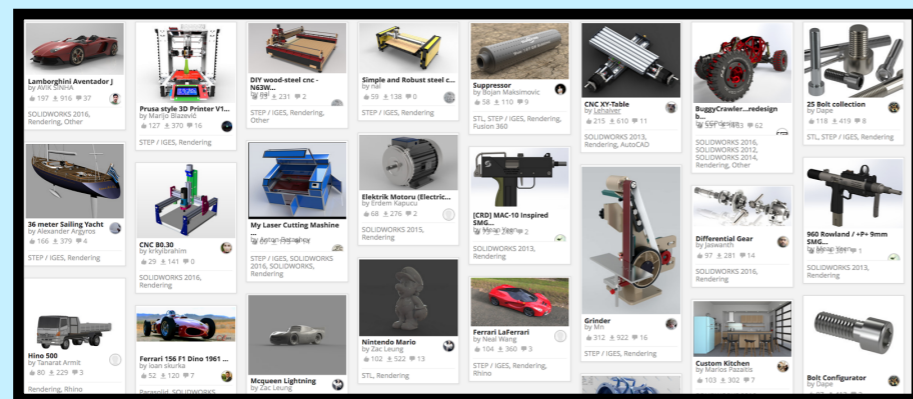 Lamborghini Aventador J
by AVIK SINHA
197 916 37
SOLIDWORKS 2016,
Rendering, Other
36 meter Sailing Yacht
by Alexander Argyros
166 379 4
STEP / IGES, Rendering
Hino 500
by Tanarat Armit
80 229 3
Rendering, Rhino
Prusa style 3D Printer V1...
by Marijo Blazević
127 370 16
STEP / IGES, Rendering
CNC 80.30
by krkyibrahim
29 141 0
SOLIDWORKS 2016,
Rendering
Ferrari 156 F1 Dino 1961 ...
by ioan skurka
52 120 7
Parasolid, SOLIDWORKS
DIY wood-steel cnc -
N63W...
231 2
STEP / IGES, Rendering,
Other
My Laser Cutting Mashine
...
STEP / IGES, SOLIDWORKS
2016, SOLIDWORKS,
Rendering
Mcqueen Lightning
by Zac Leung
Simple and Robust steel c...
by nal
59 138 0
STEP / IGES, Rendering
Elektrik Motoru (Electric...
by Erdem Kapucu
68 276 2
SOLIDWORKS 2015,
Rendering
Nintendo Mario
by Zac Leung
102 522 13
STL, Rendering
Suppressor
by Bojan Maksimovic
58 110 9
STL, STEP / IGES, Rendering,
Fusion 360
[CRD] MAC-10 Inspired
SMG...
SOLIDWORKS 2013,
Rendering
Ferrari LaFerrari
by Neal Wang
104 360 3
STEP / IGES, Rendering,
Rhino
CNC XY-Table
by
215 610 11
SOLIDWORKS 2013,
Rendering, AutoCAD
Grinder
by Mn
312 922 16
STEP / IGES, Rendering
BuggyCrawler...redesign
b...
62
SOLIDWORKS 2016,
SOLIDWORKS 2012,
SOLIDWORKS 2014,
Rendering, Other
Differential Gear
by Jaswanth
97 281 14
SOLIDWORKS 2016,
Rendering
Custom Kitchen
by Marios Pazaitis
103 302 7
25 Bolt collection
by Dape
118 419 8
STL, STEP / IGES, Rendering
960 Rowland / +P+ 9mm
SMG...
SOLIDWORKS 2013,
Rendering
Bolt Configurator
by Dape